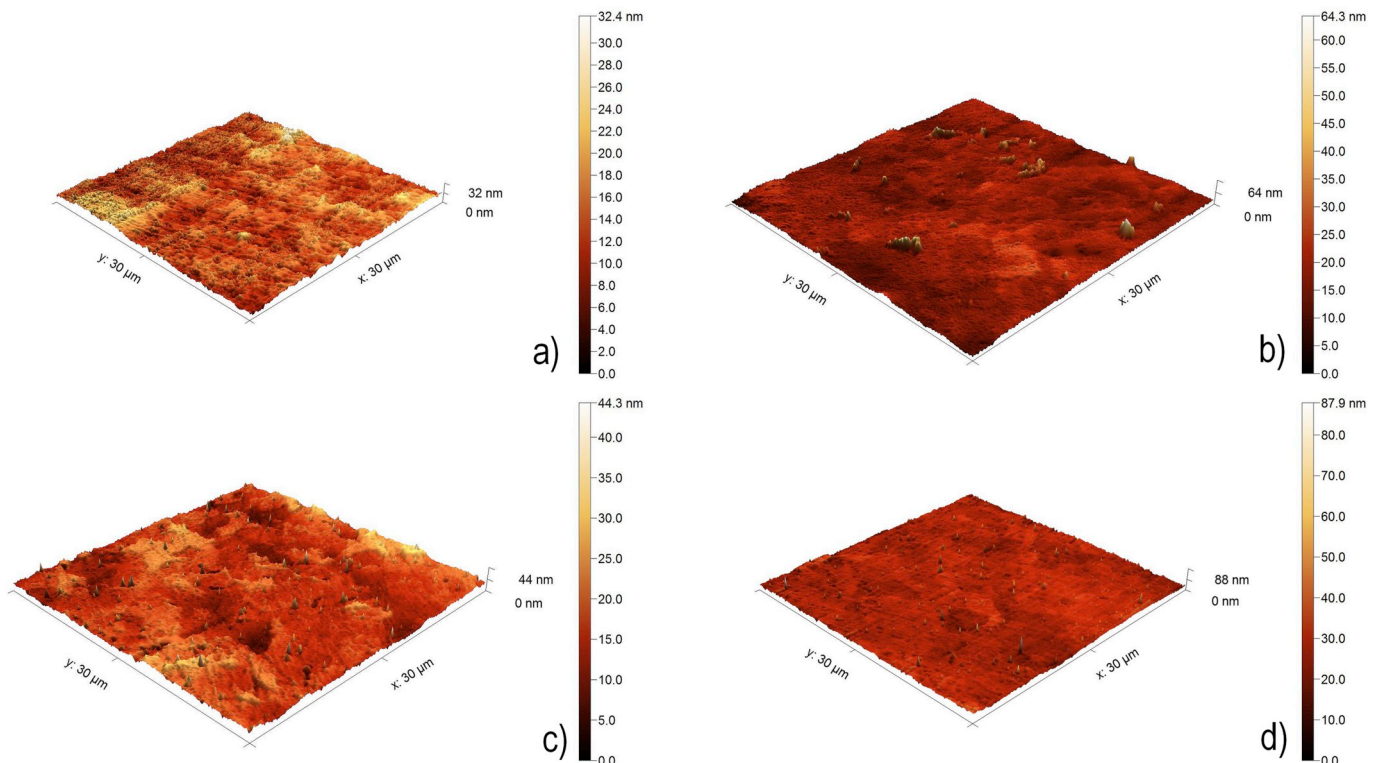 32.4 nm
30.0
28.0
26.0
24.0
22.0
20.0
18.0
16.0
14.0
12.0
10.0
8.0
6.0
4.0
2.0
0.0
32 nm
0 nm
y: 30 µm
x: 30 µm
a)
64.3 nm
60.0
55.0
50.0
45.0
40.0
35.0
30.0
25.0
20.0
15.0
10.0
5.0
0.0
64 nm
0 nm
y: 30 µm
x: 30 µm
b)
44.3 nm
40.0
35.0
30.0
25.0
20.0
15.0
10.0
5.0
0.0
44 nm
0 nm
y: 30 µm
x: 30 µm
c)
87.9 nm
80.0
70.0
60.0
50.0
40.0
30.0
20.0
10.0
0.0
88 nm
0 nm
y: 30 µm
x: 30 µm
d)